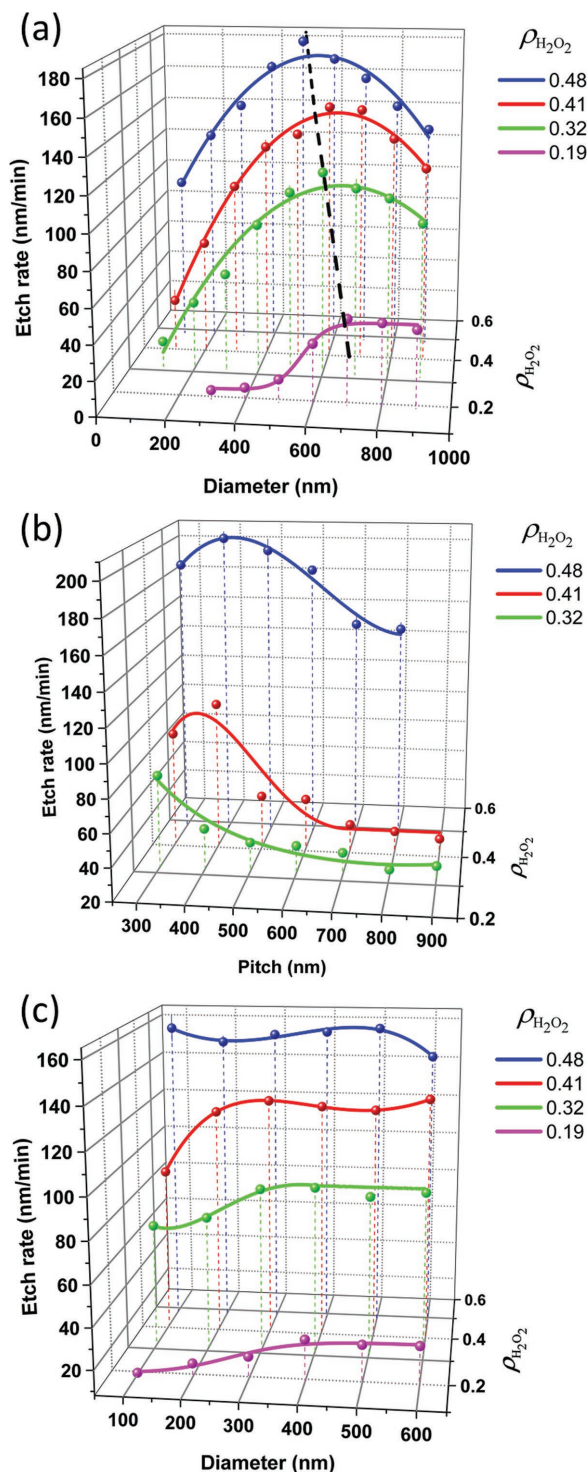 (a)
ρH₂O₂
0.48
0.41
0.32
0.19
180
160
140
120
100
80
60
40
20
0
Etch rate (nm/min)
0.6
0.4
0.2
ρH₂O₂
0 200 400 600 800 1000
Diameter (nm)
(b)
ρH₂O₂
0.48
0.41
0.32
200
180
160
140
120
100
80
60
40
20
Etch rate (nm/min)
0.6
0.4
0.2
ρH₂O₂
300 400 500 600 700 800 900
Pitch (nm)
(c)
ρH₂O₂
0.48
0.41
0.32
0.19
160
140
120
100
80
60
40
20
Etch rate (nm/min)
0.6
0.4
0.2
ρH₂O₂
100 200 300 400 500 600
Diameter (nm)